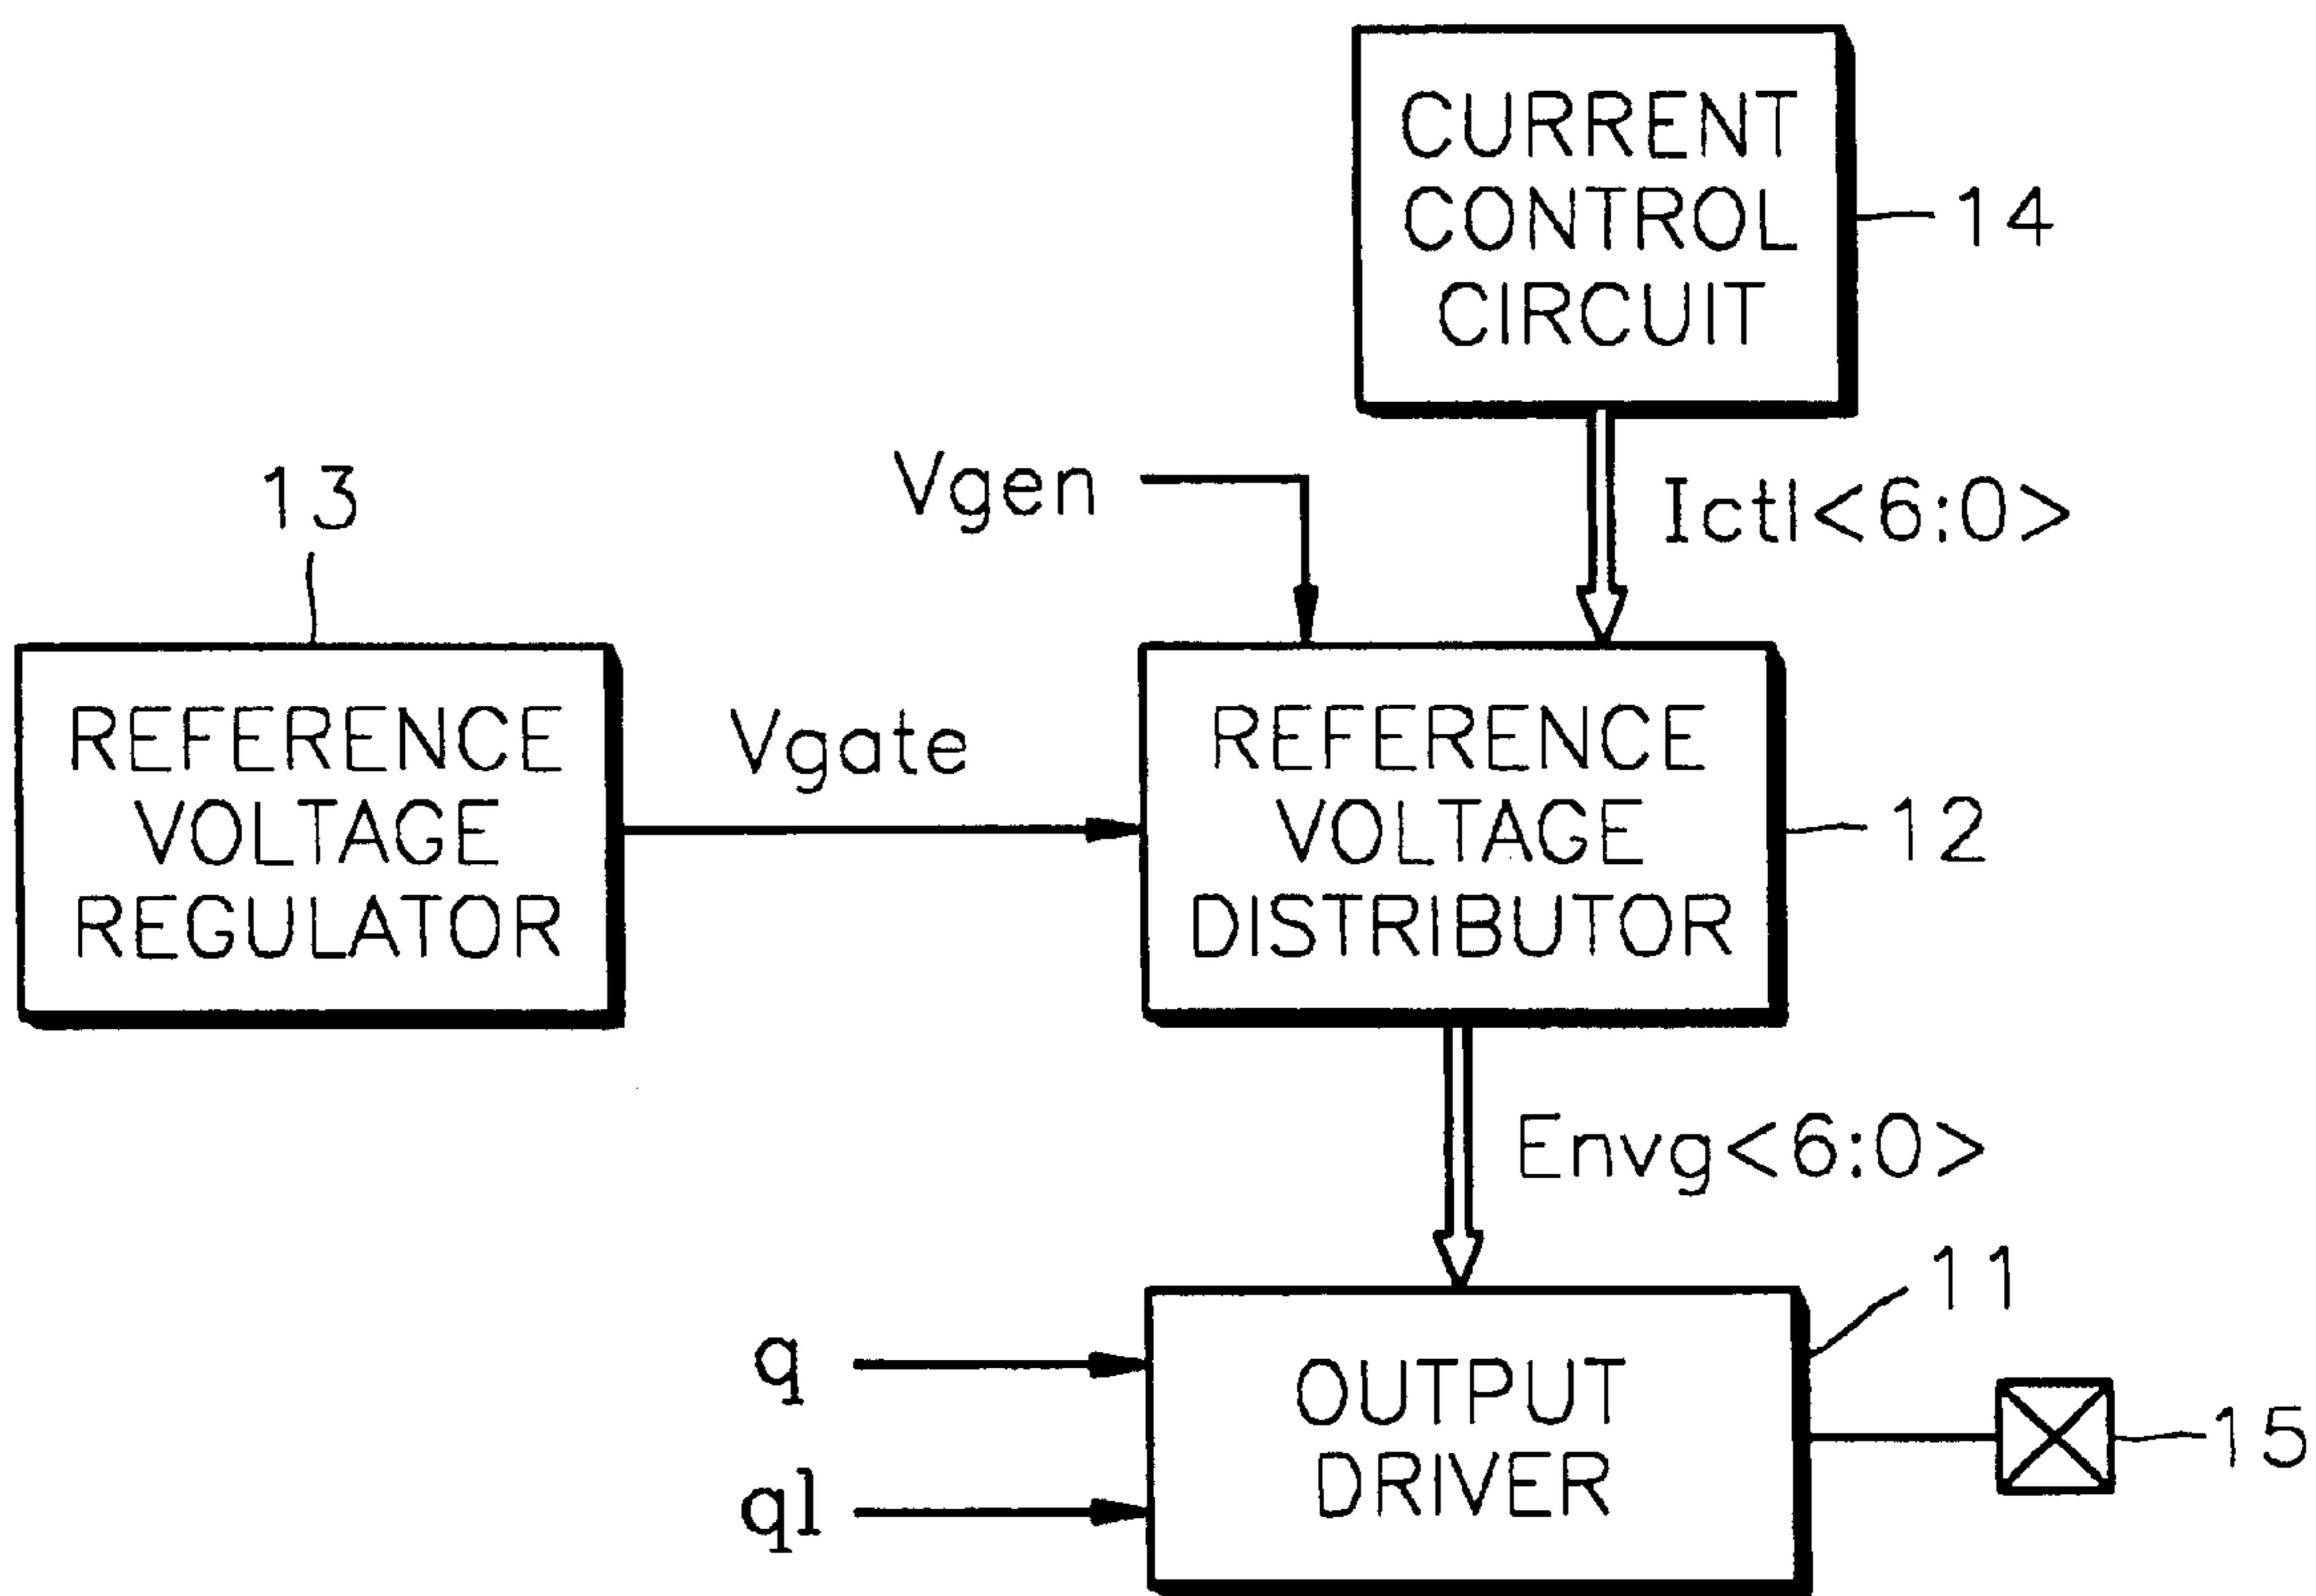 CURRENT
CONTROL
CIRCUIT
14
Vgen
Ictl<6:0>
13
REFERENCE
VOLTAGE
REGULATOR
Vgate
REFERENCE
VOLTAGE
DISTRIBUTOR
12
Envg<6:0>
11
q
ql
OUTPUT
DRIVER
15